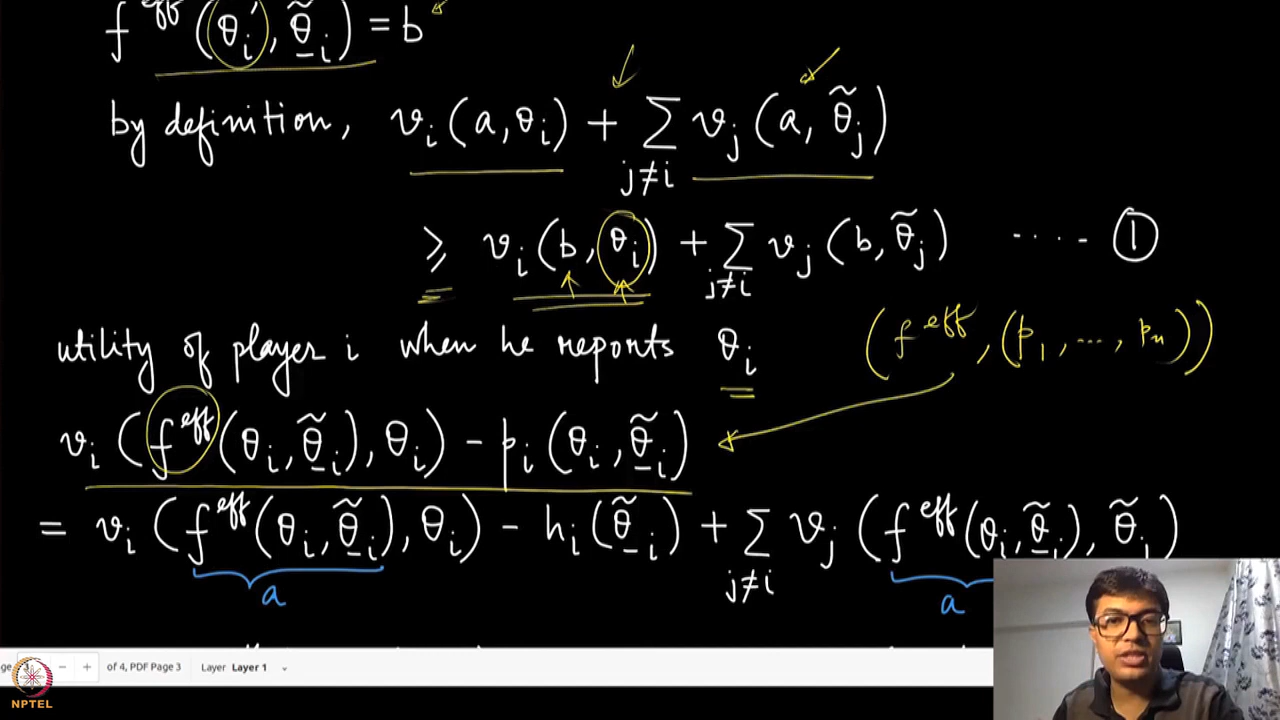 f^eff (θ_i', θ̃_-i) = b
by definition, v_i(a, θ_i) + Σ_{j≠i} v_j(a, θ̃_j)
≥ v_i(b, θ_i) + Σ_{j≠i} v_j(b, θ̃_j) ..... ①
utility of player i when he reports θ_i
(f^eff, (p_1, ..., p_n))
v_i(f^eff(θ_i, θ̃_-i), θ_i) - p_i(θ_i, θ̃_-i)
= v_i(f^eff(θ_i, θ̃_-i), θ_i) - h_i(θ̃_-i) + Σ_{j≠i} v_j(f^eff(θ_i, θ̃_-i), θ̃_j)
a a
of 4, PDF Page 3 Layer Layer 1
NPTEL